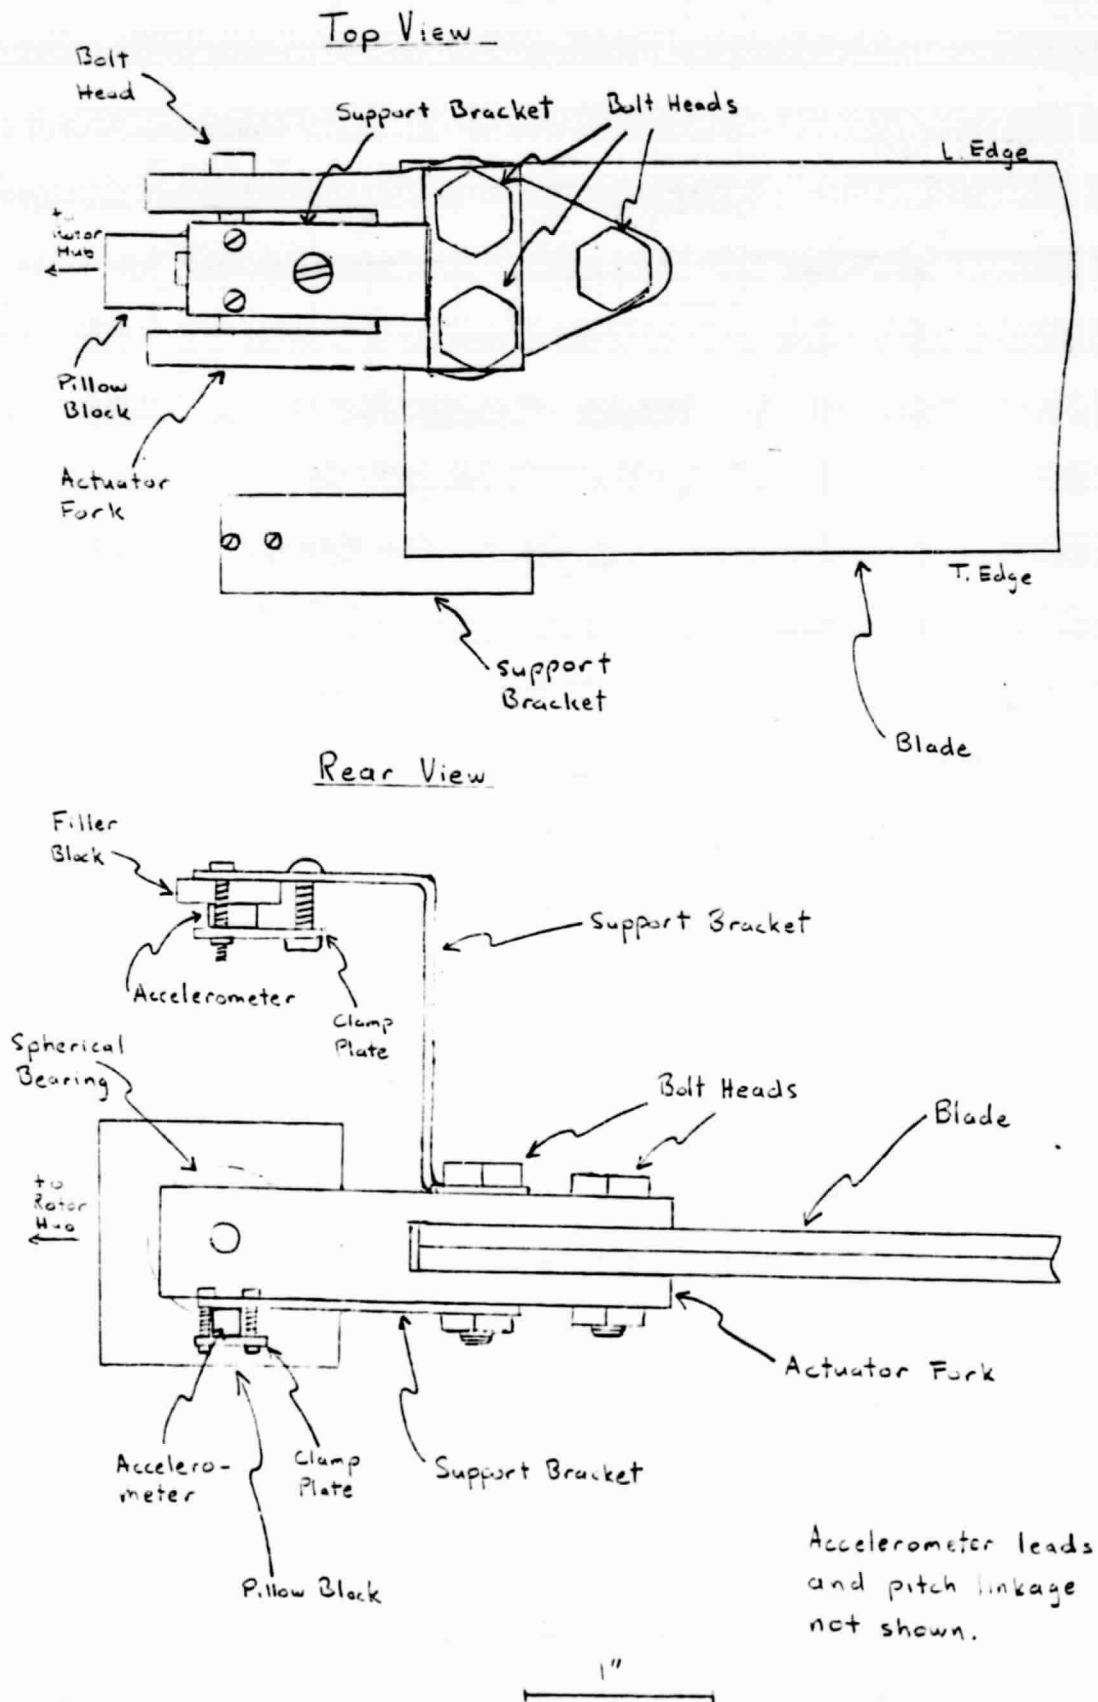 Top View
Bolt
Head
Support Bracket
Bolt Heads
L. Edge
to
Rotor
Hub
Pillow
Block
Actuator
Fork
T. Edge
Support
Bracket
Blade
Rear View
Filler
Block
Support Bracket
Accelerometer
Clamp
Plate
Spherical
Bearing
Bolt Heads
Blade
to
Rotor
Hub
Actuator Fork
Accelero-
meter
Clamp
Plate
Support Bracket
Pillow Block
Accelerometer leads
and pitch linkage
not shown.
1"